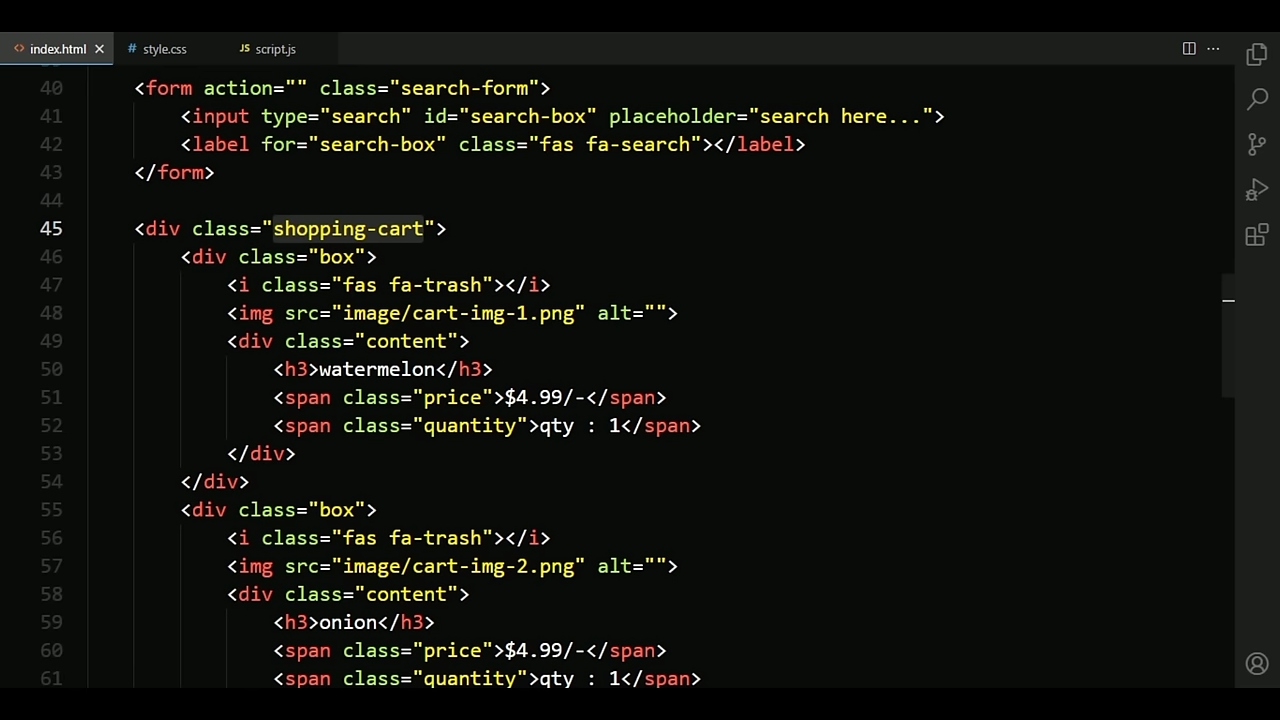 index.html
# style.css
JS script.js
40 <form action="" class="search-form">
41 <input type="search" id="search-box" placeholder="search here...">
42 <label for="search-box" class="fas fa-search"></label>
43 </form>
44
45 <div class="shopping-cart">
46 <div class="box">
47 <i class="fas fa-trash"></i>
48 <img src="image/cart-img-1.png" alt="">
49 <div class="content">
50 <h3>watermelon</h3>
51 <span class="price">$4.99/-</span>
52 <span class="quantity">qty : 1</span>
53 </div>
54 </div>
55 <div class="box">
56 <i class="fas fa-trash"></i>
57 <img src="image/cart-img-2.png" alt="">
58 <div class="content">
59 <h3>onion</h3>
60 <span class="price">$4.99/-</span>
61 <span class="quantity">qty : 1</span>